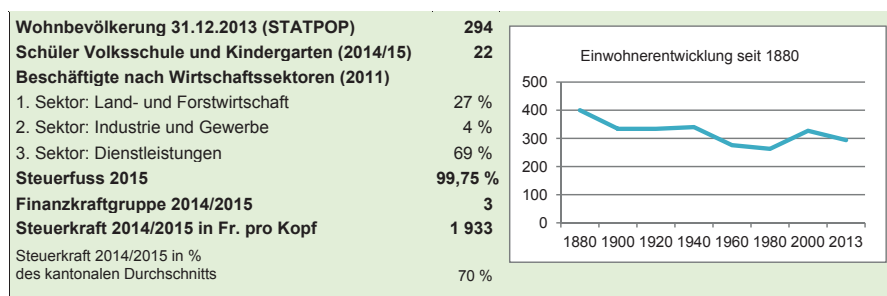 Wohnbevölkerung 31.12.2013 (STATPOP) 294
Schüler Volksschule und Kindergarten (2014/15) 22
Beschäftigte nach Wirtschaftssektoren (2011)
1. Sektor: Land- und Forstwirtschaft 27 %
2. Sektor: Industrie und Gewerbe 4 %
3. Sektor: Dienstleistungen 69 %
Steuerfuss 2015 99,75 %
Finanzkraftgruppe 2014/2015 3
Steuerkraft 2014/2015 in Fr. pro Kopf 1 933
Steuerkraft 2014/2015 in %
des kantonalen Durchschnitts 70 %
Einwohnerentwicklung seit 1880
500
400
300
200
100
0
1880 1900 1920 1940 1960 1980 2000 2013